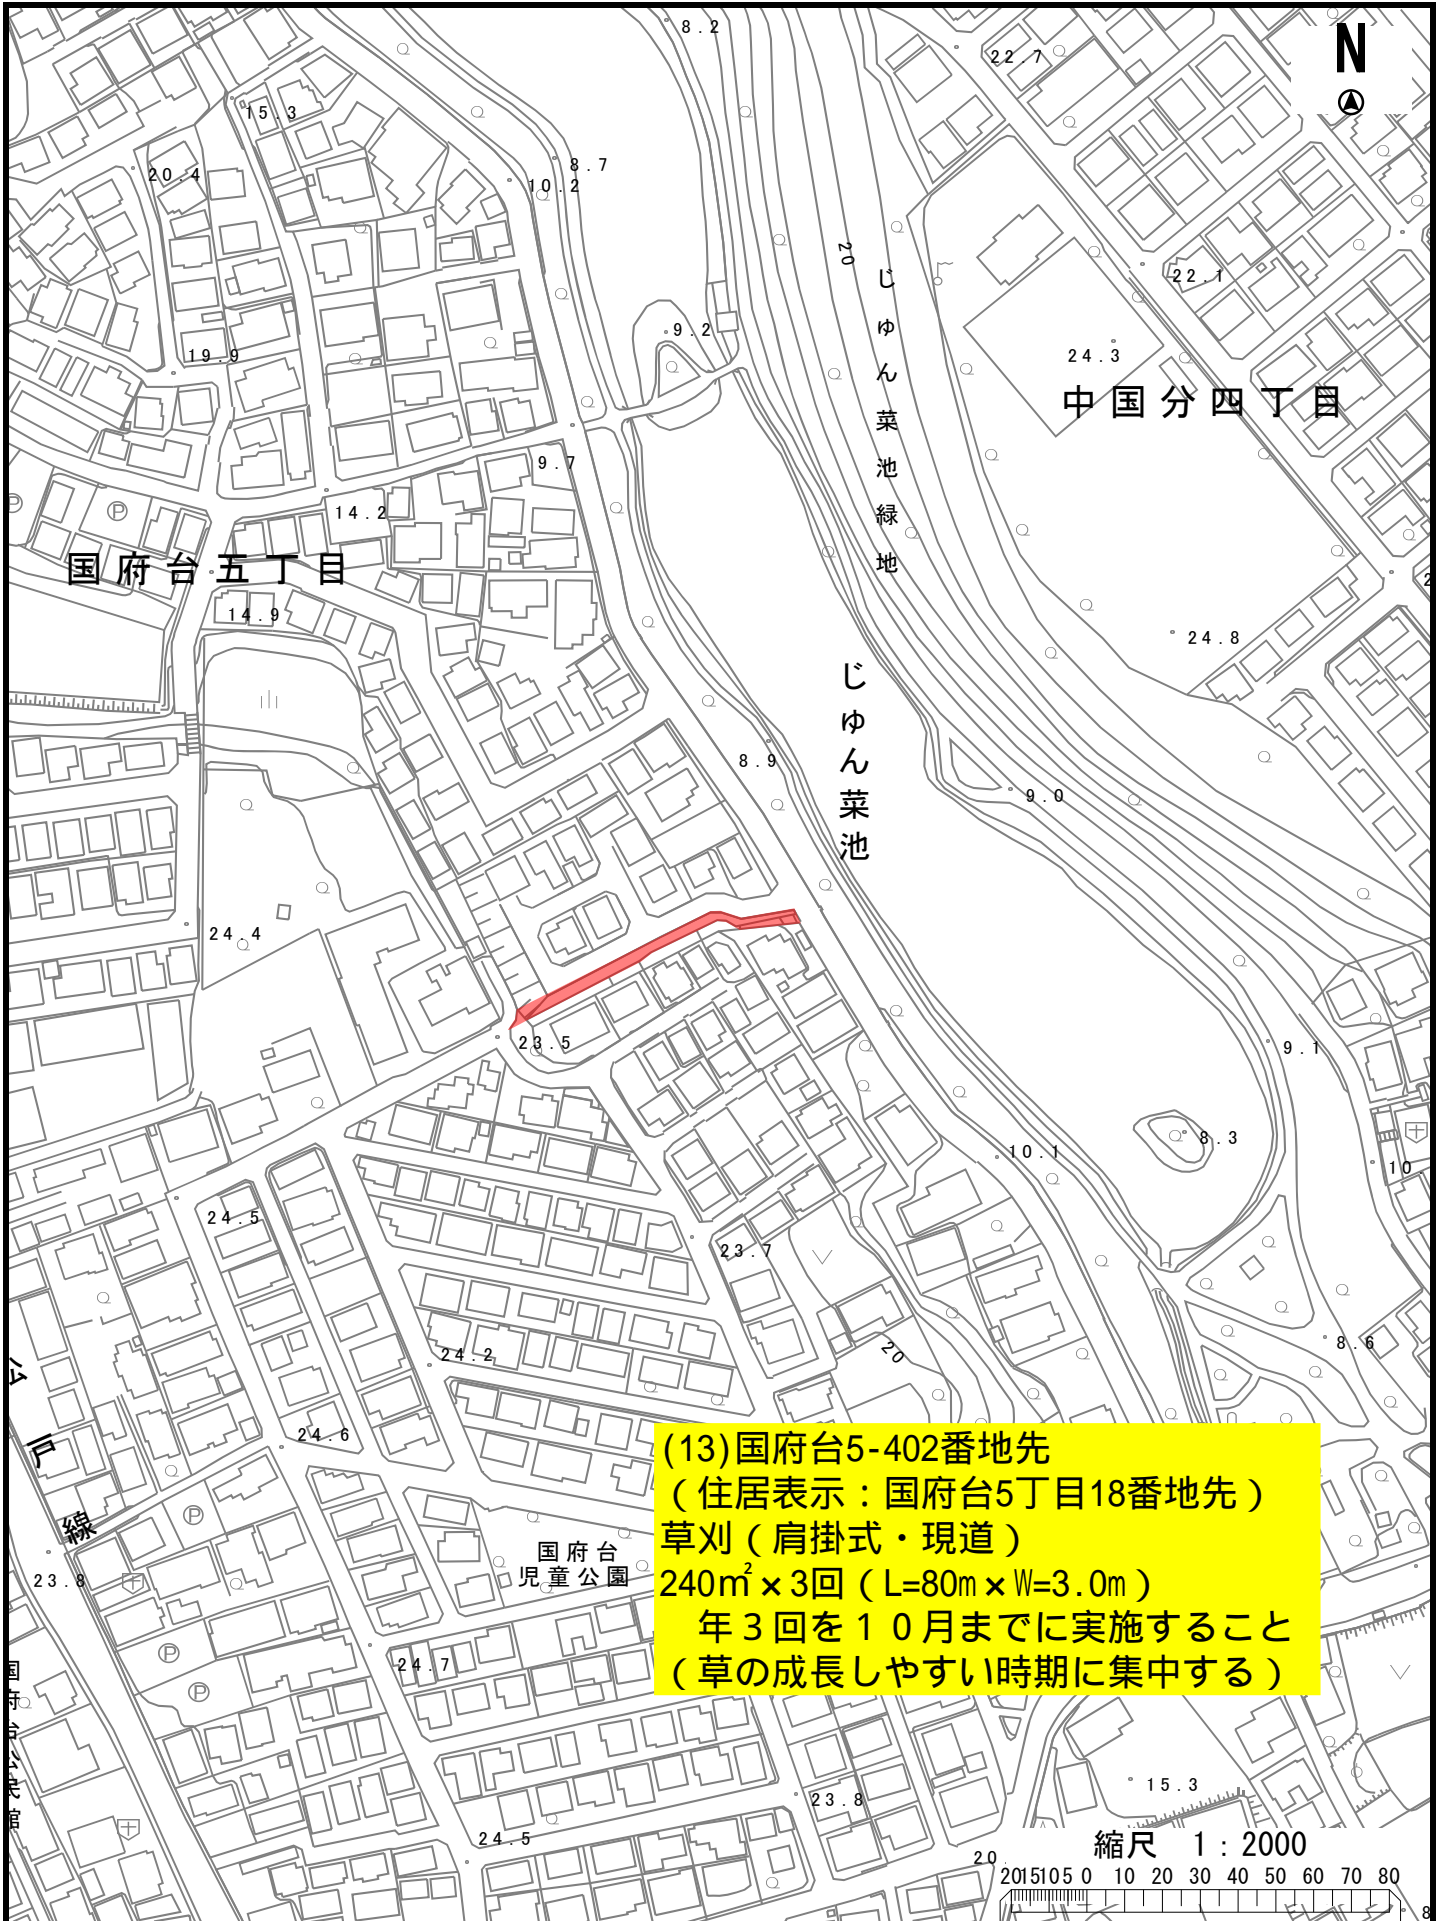 8.2
22.7
N
15.3
8.7
20.4
10.2
20
22.1
じゅん菜池緑地
9.2
19.9
24.3
中国分四丁目
9.7
14.2
国府台五丁目
14.9
24.8
じゅん菜池
8.9
9.0
24.4
23.5
9.1
8.3
10.1
10.
24.5
23.7
20
8.6
24.2
24.6
戸線
(13)国府台5-402番地先
（住居表示：国府台5丁目18番地先）
草刈（肩掛式・現道）
240㎡×3回（L=80m×W=3.0m）
年３回を１０月までに実施すること
（草の成長しやすい時期に集中する）
国府台
児童公園
23.8
P
P
P
P
P
24.7
国府台公民館
15.3
23.8
24.5
縮尺 1:2000
20.
20 15 10 5 0 10 20 30 40 50 60 70 80
8